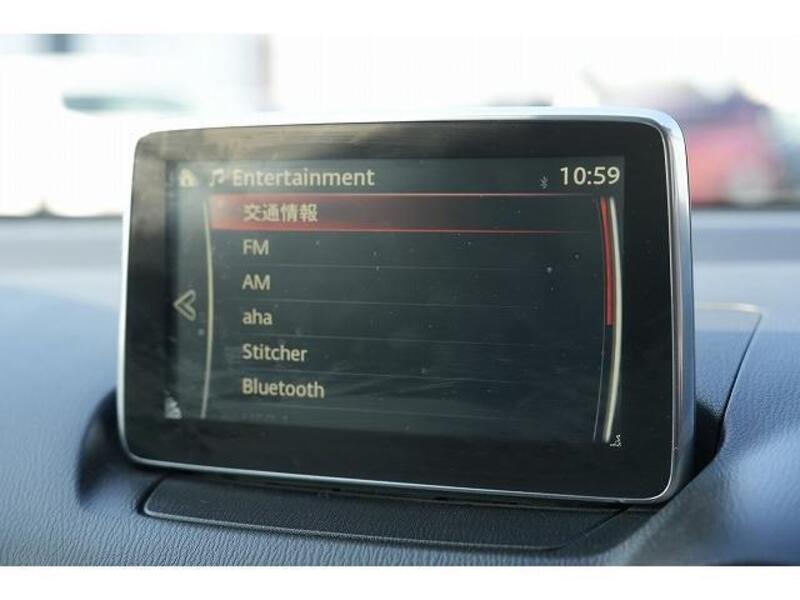 Entertainment 10:59
交通情報
FM
AM
aha
Stitcher
Bluetooth